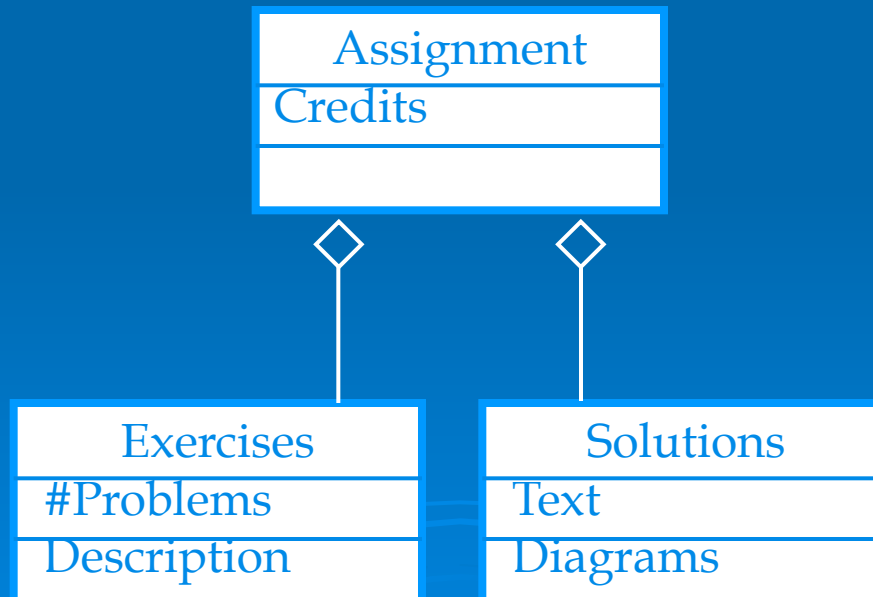 Assignment
Credits
Exercises
#Problems
Description
Solutions
Text
Diagrams